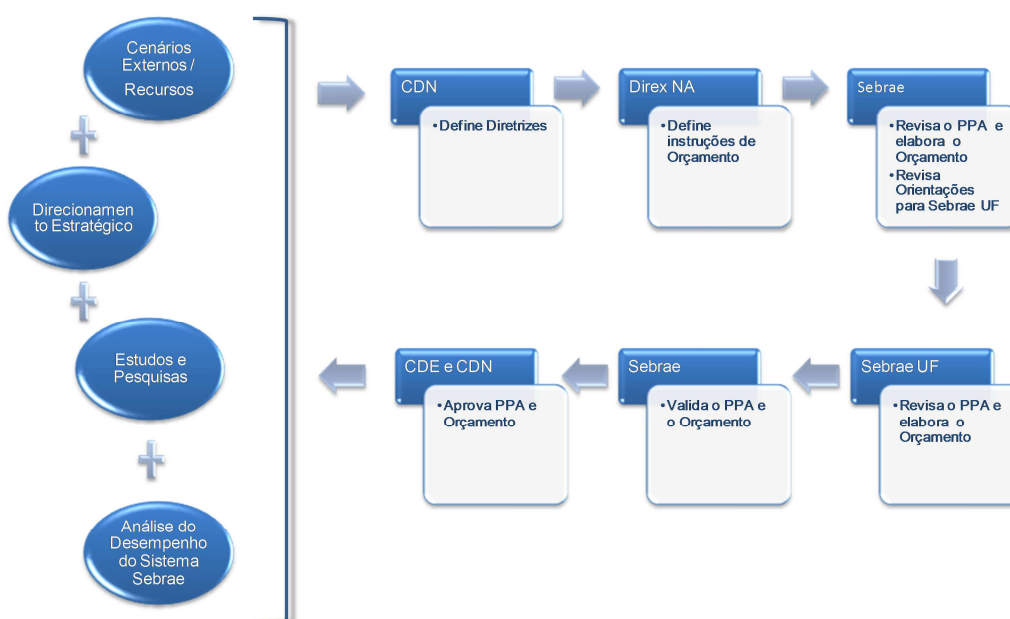 Cenários
Externos /
Recursos
Direcionamen
to Estratégico
Estudos e
Pesquisas
Análise do
Desempenho
do Sistema
Sebrae
CDN
•Define Diretrizes
Direx NA
•Define
instruções de
Orçamento
Sebrae
•Revisa o PPA e
elabora o
Orçamento
•Revisa
Orientações
para Sebrae UF
Sebrae UF
•Revisa o PPA e
elabora o
Orçamento
Sebrae
•Valida o PPA e
o Orçamento
CDE e CDN
•Aprova PPA e
Orçamento